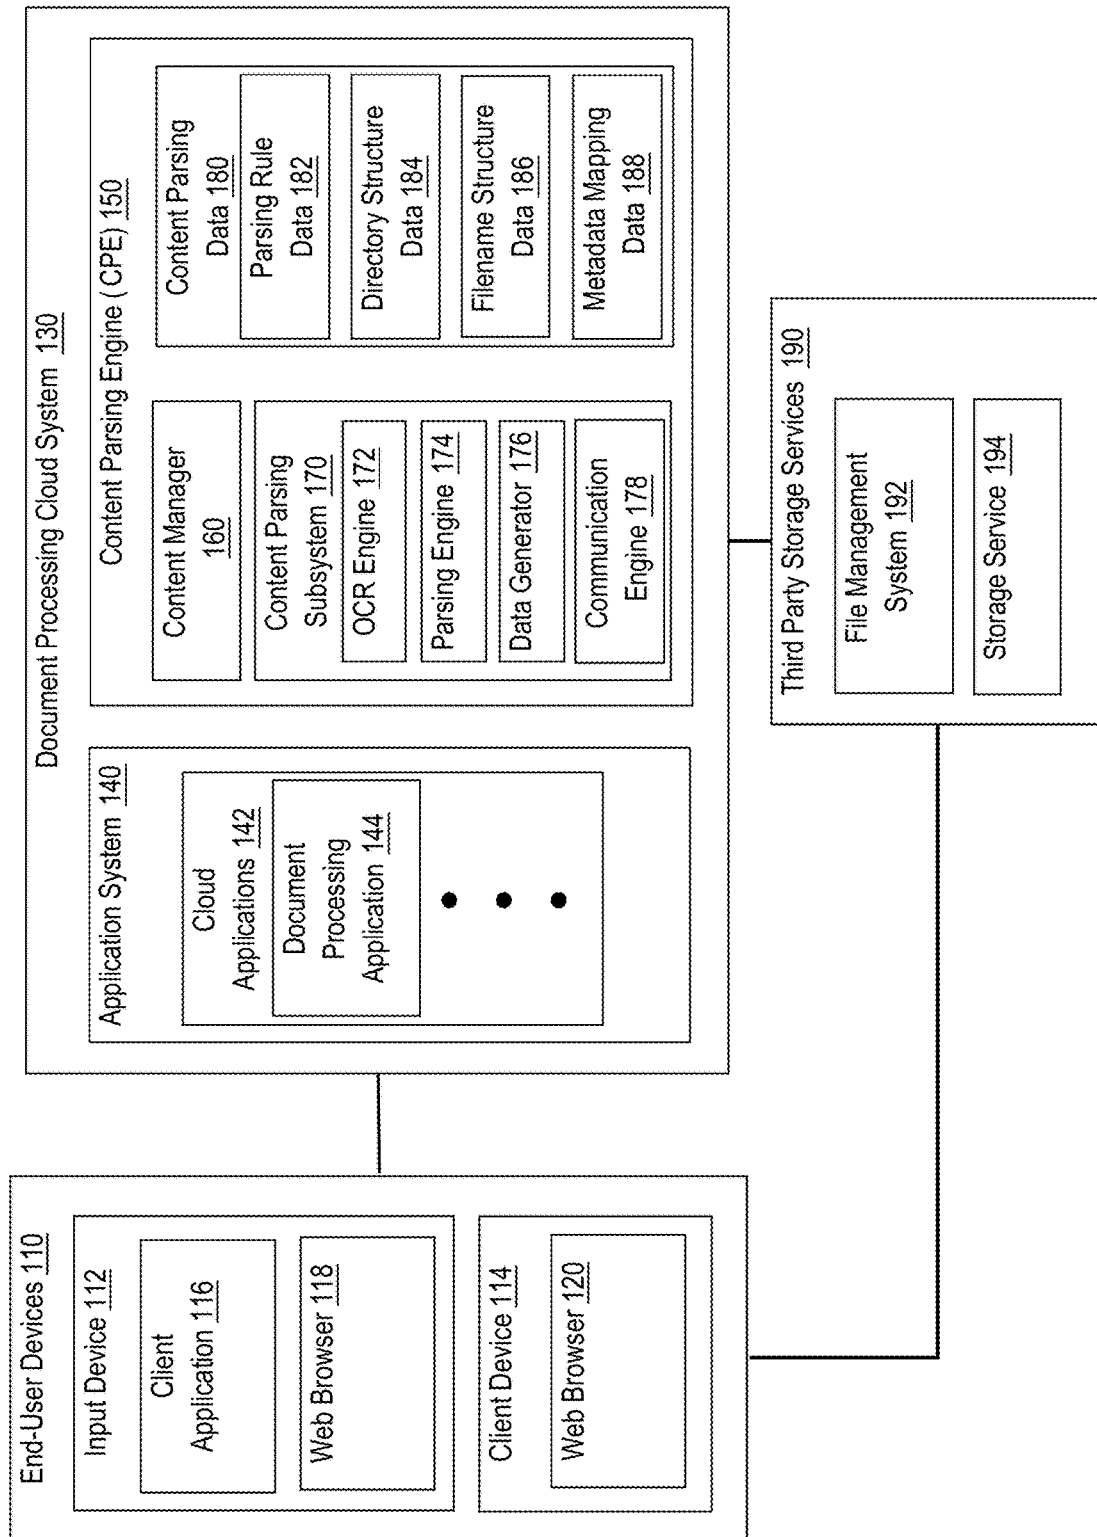 End-User Devices 110
Input Device 112
Client
Application 116
Web Browser 118
Client Device 114
Web Browser 120
Document Processing Cloud System 130
Application System 140
Cloud
Applications 142
Document
Processing
Application 144
Content Parsing Engine ( CPE) 150
Content Manager
160
Content Parsing
Subsystem 170
OCR Engine 172
Parsing Engine 174
Data Generator 176
Communication
Engine 178
Content Parsing
Data 180
Parsing Rule
Data 182
Directory Structure
Data 184
Filename Structure
Data 186
Metadata Mapping
Data 188
Third Party Storage Services 190
File Management
System 192
Storage Service 194